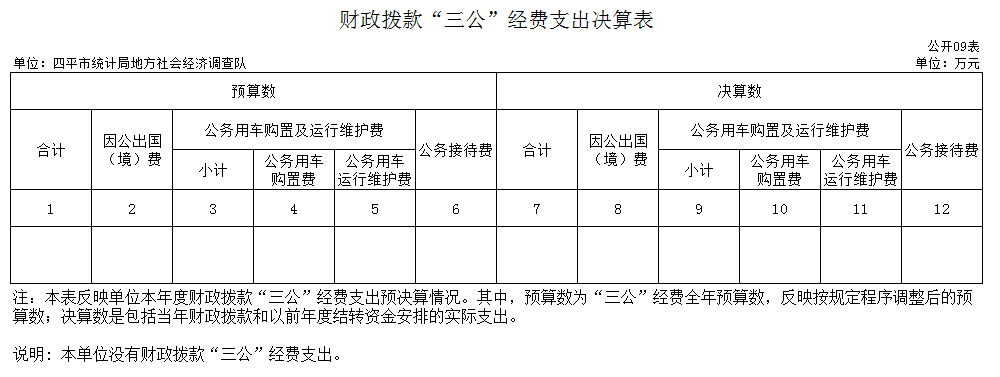 财政拨款“三公”经费支出决算表
公开09表
单位：四平市统计局地方社会经济调查队
单位：万元
预算数
决算数
合计
因公出国
（境）费
公务用车购置及运行维护费
公务接待费
合计
因公出国
（境）费
公务用车购置及运行维护费
公务接待费
小计
公务用车
购置费
公务用车
运行维护费
小计
公务用车
购置费
公务用车
运行维护费
1 2 3 4 5 6 7 8 9 10 11 12
注：本表反映单位本年度财政拨款“三公”经费支出预决算情况。其中，预算数为“三公”经费全年预算数，反映按规定程序调整后的预
算数；决算数是包括当年财政拨款和以前年度结转资金安排的实际支出。
说明：本单位没有财政拨款“三公”经费支出。